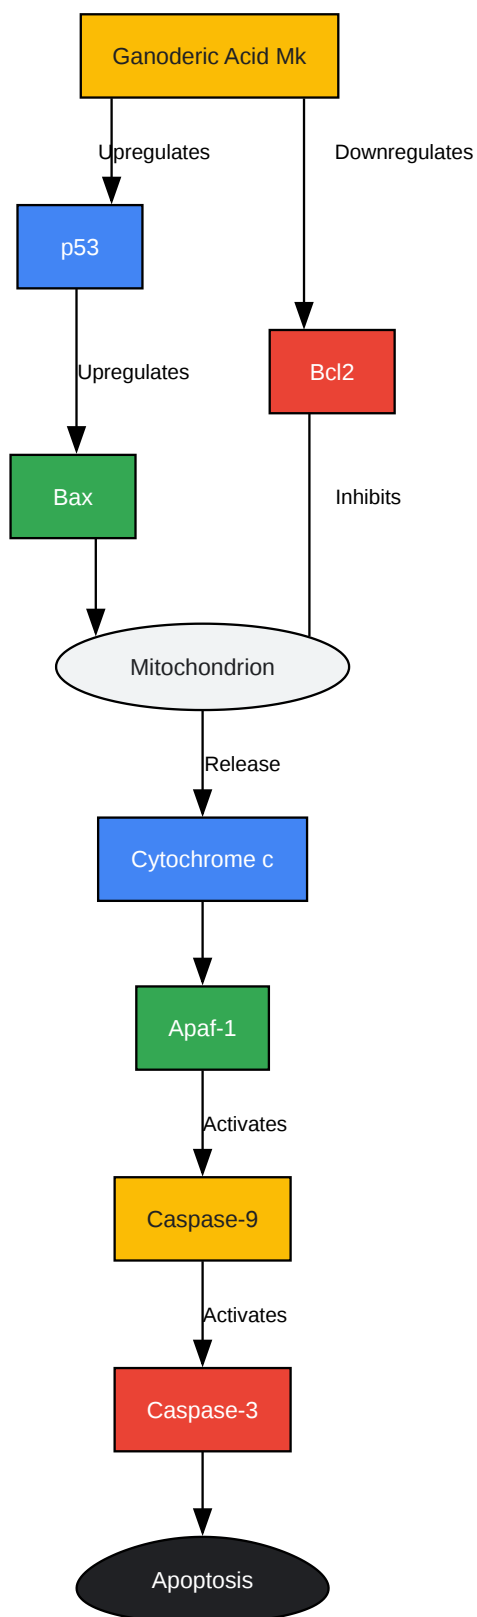 Ganoderic Acid Mk
Upregulates
Downregulates
p53
Upregulates
Bcl2
Bax
Inhibits
Mitochondrion
Release
Cytochrome c
Apaf-1
Activates
Caspase-9
Activates
Caspase-3
Apoptosis